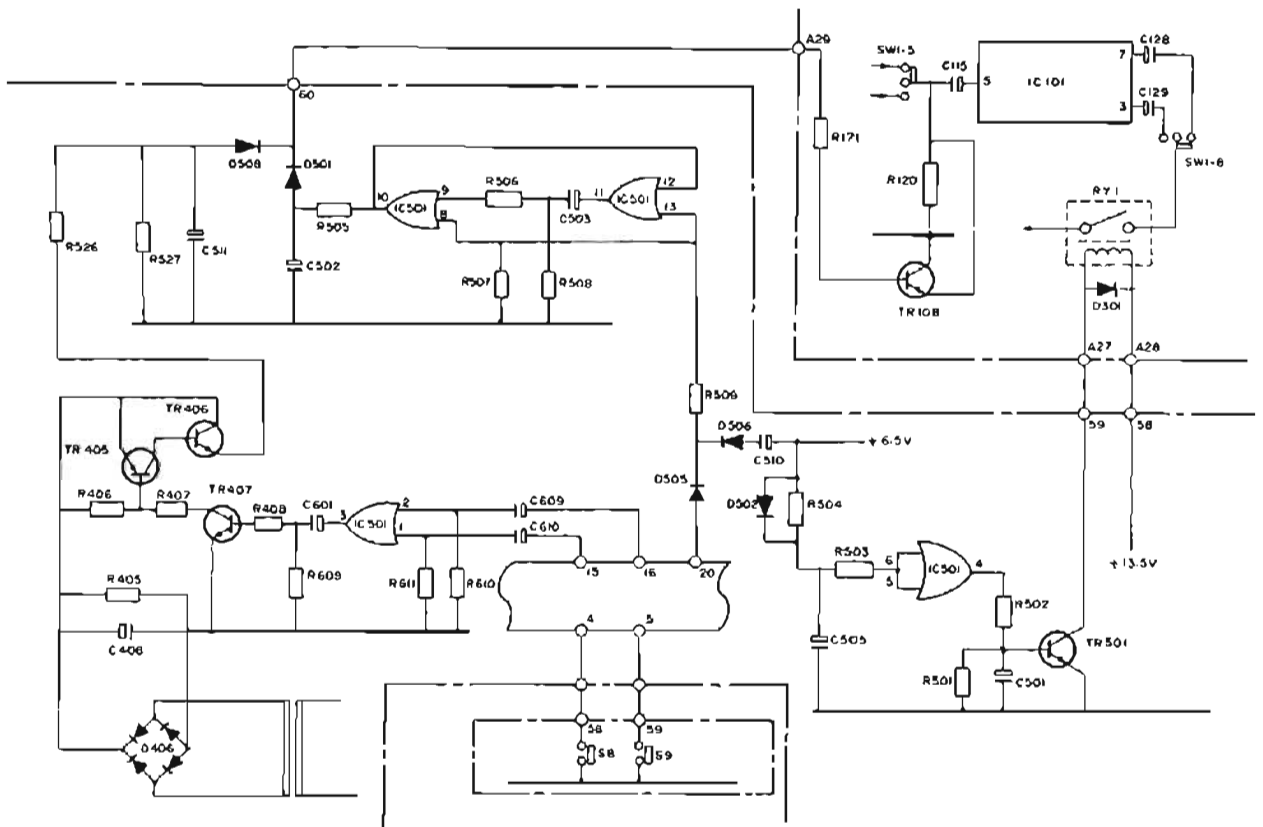 A29
SW1-5
C115
5
IC101
7
C128
C129
3
SW1-8
60
R171
R120
RY1
D508
D501
10
IC501
9
8
R506
C503
11
IC501
12
13
R505
R526
R527
C511
C502
R507
R508
TR108
D301
A27
A28
R509
59
58
TR406
TR405
D506
C510
+6.5V
R406
R407
TR407
R408
C601
3
IC501
2
1
C609
C610
D505
D502
R504
R503
6
5
IC501
4
+13.5V
R405
R609
R611
R610
15
16
20
R502
C406
4
5
C505
TR501
R501
C501
D406
58
59
S8
S9